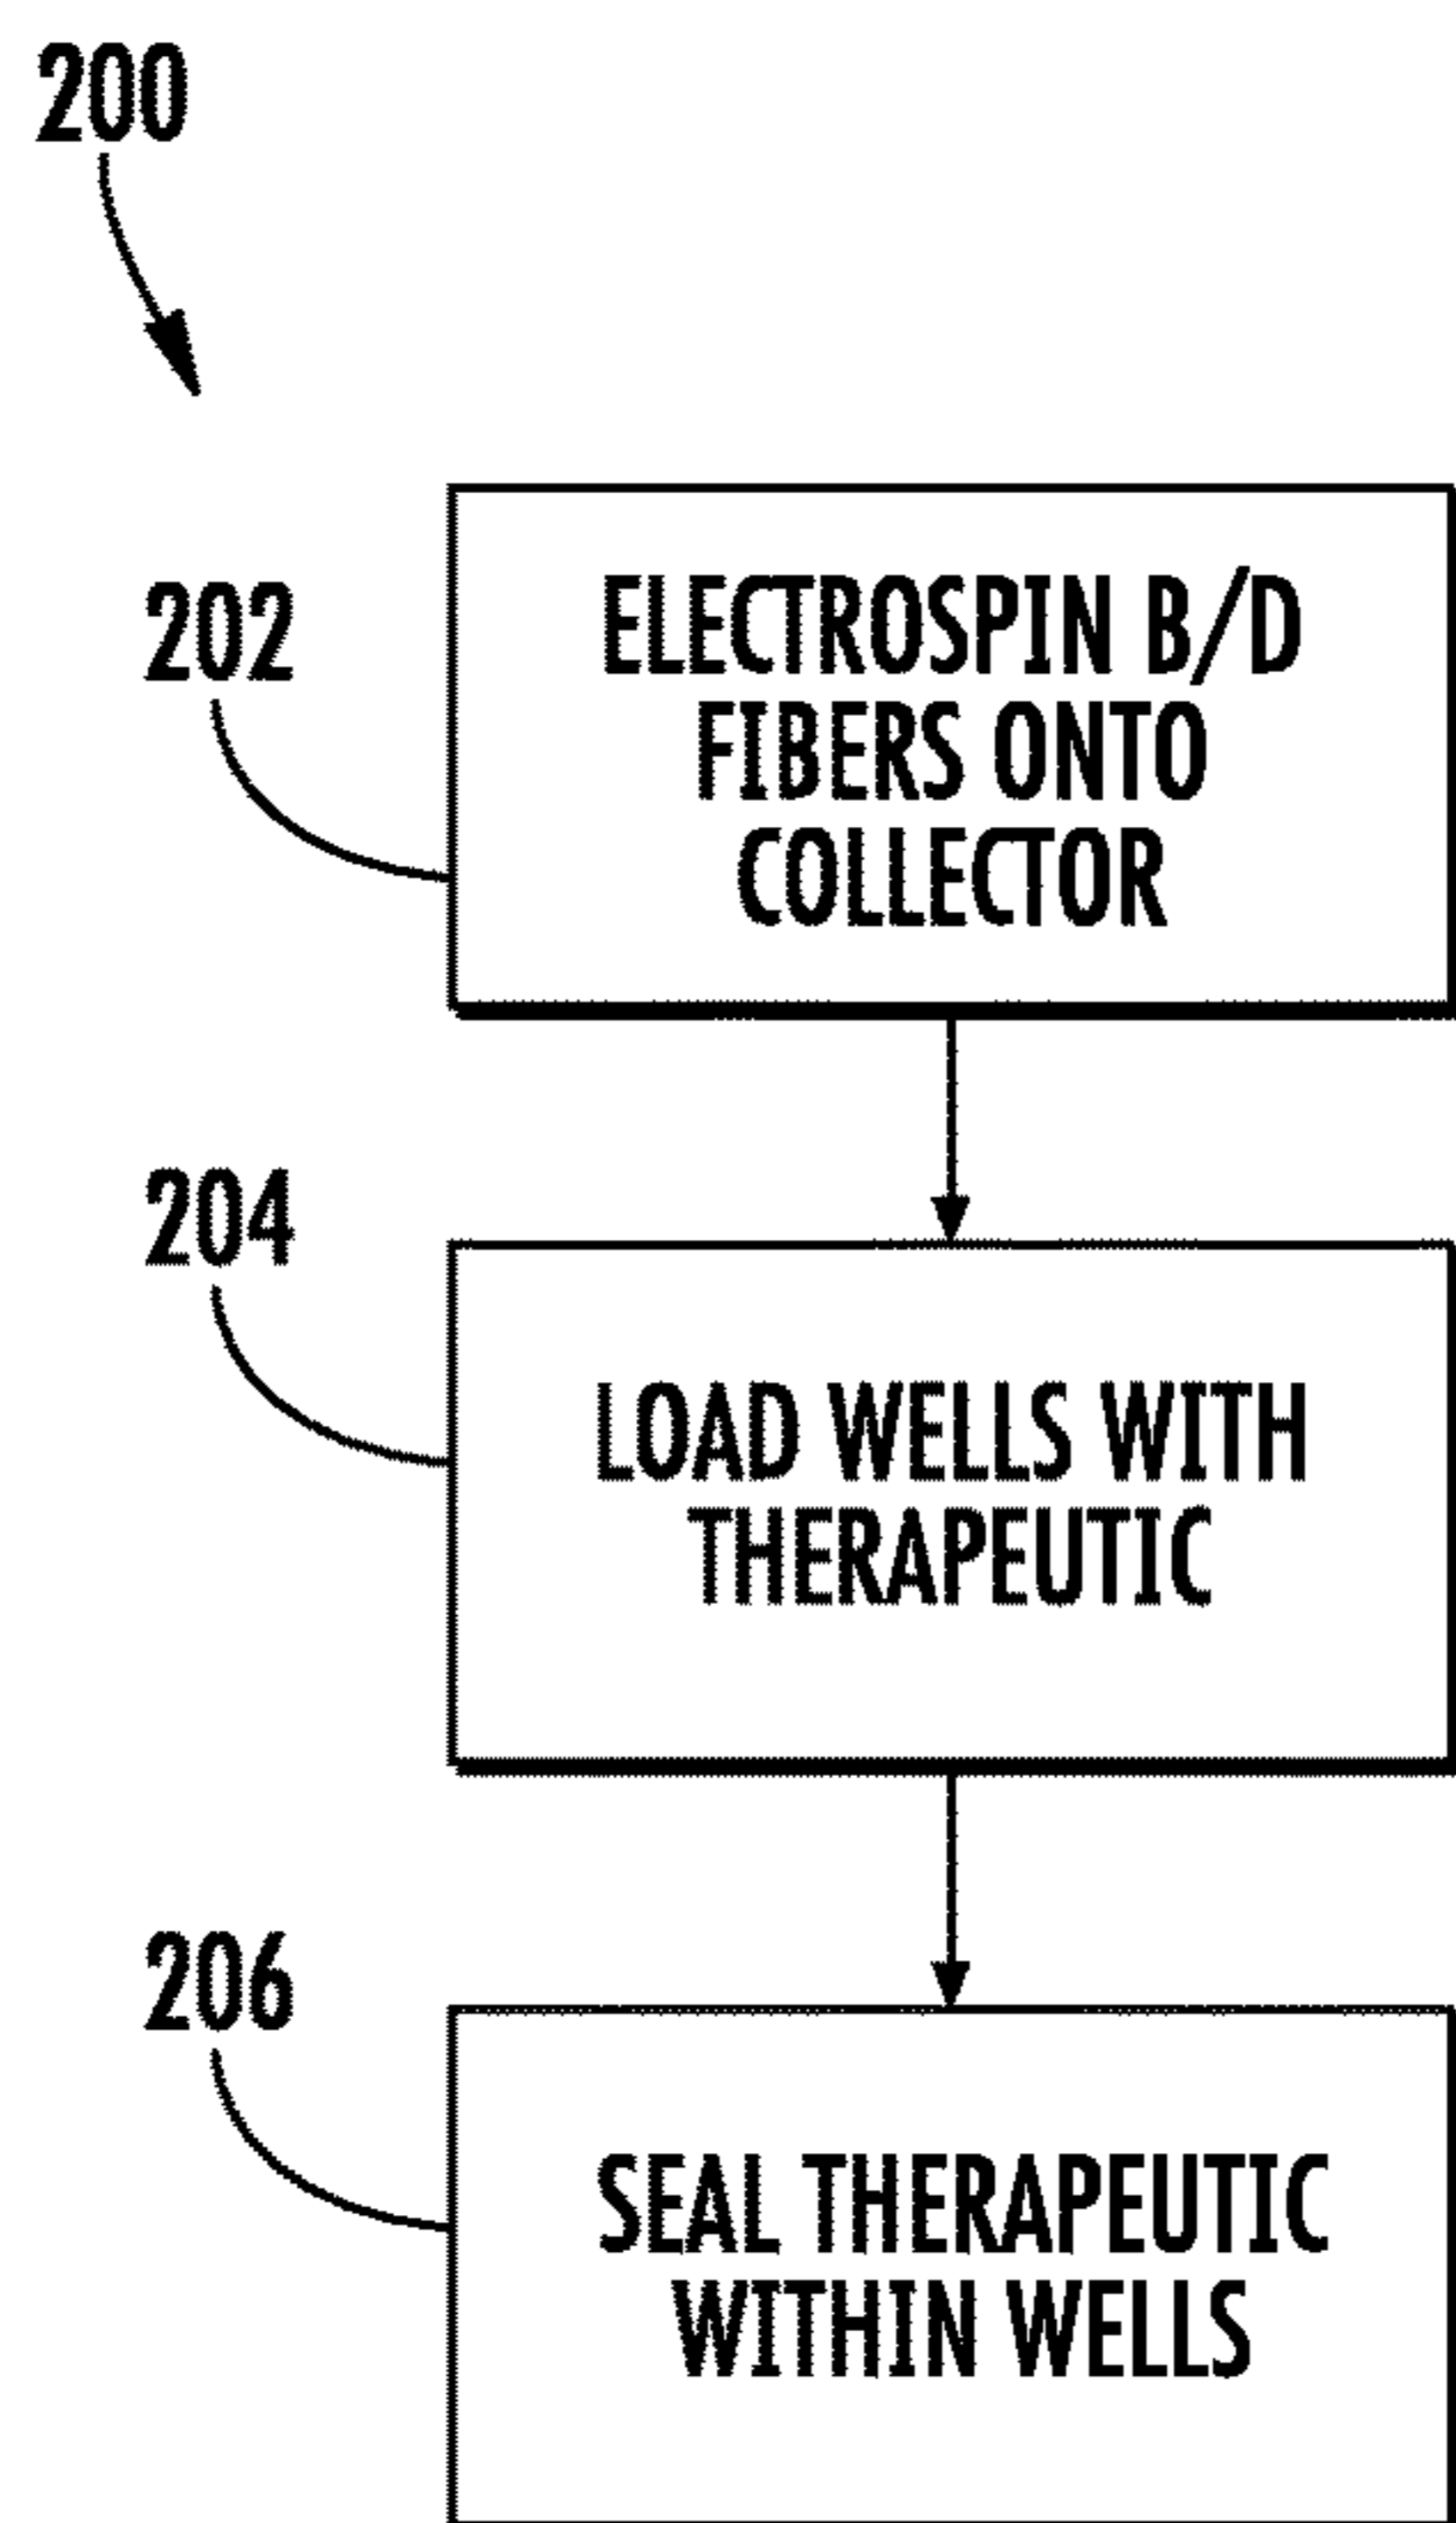 200
202
ELECTROSPIN B/D
FIBERS ONTO
COLLECTOR
204
LOAD WELLS WITH
THERAPEUTIC
206
SEAL THERAPEUTIC
WITHIN WELLS